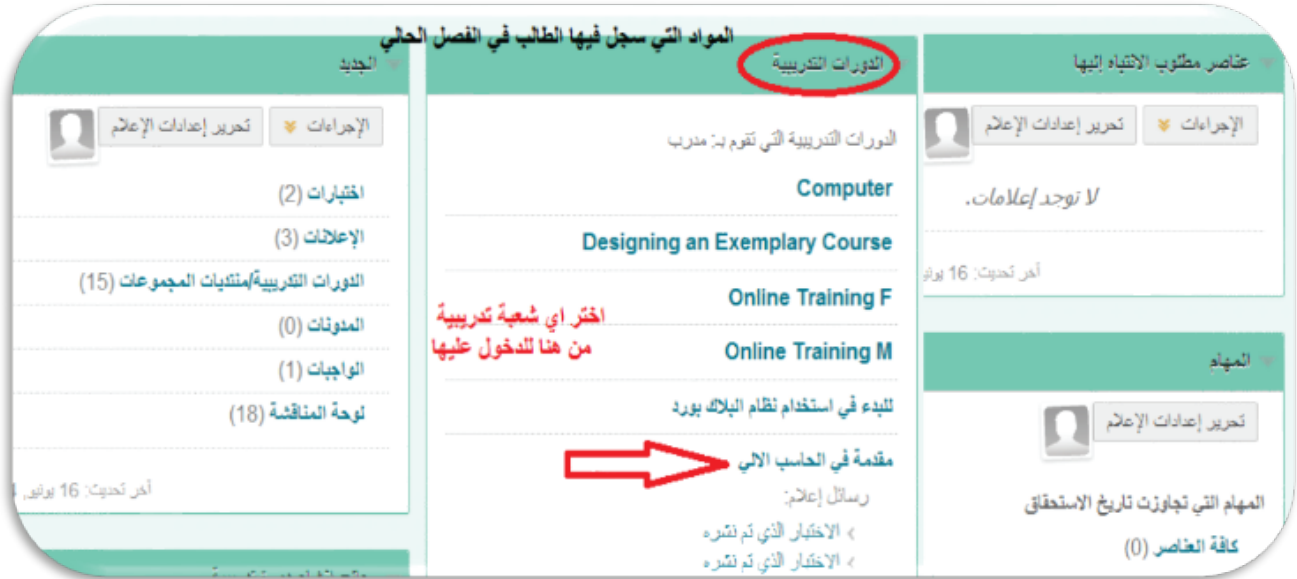 المواد التي سجل فيها الطالب في الفصل الحالي
عناصر مطلوب الانتباه إليها
الإجراءات
تحرير إعدادات الإعلام
لا توجد إعلامات.
آخر تحديث: 16
المهام
تحرير إعدادات الإعلام
المهام التي تجاوزت تاريخ الاستحقاق
كافة العناصر (0)
الدورات التدريبية
الدورات التدريبية التي تقوم بـ: مدرب
Computer
Designing an Exemplary Course
Online Training F
Online Training M
اختر اي شعبة تدريبية
من هنا للدخول عليها
للبدء في استخدام نظام البلاك بورد
مقدمة في الحاسب الالي
رسائل إعلام:
› الاختبار الذي تم نشره
› الاختبار الذي تم نشره
الجديد
الإجراءات
تحرير إعدادات الإعلام
اختبارات (2)
الإعلانات (3)
الدورات التدريبية/منتديات المجموعات (15)
المدونات (0)
الواجبات (1)
لوحة المناقشة (18)
آخر تحديث: 16 يونيو,